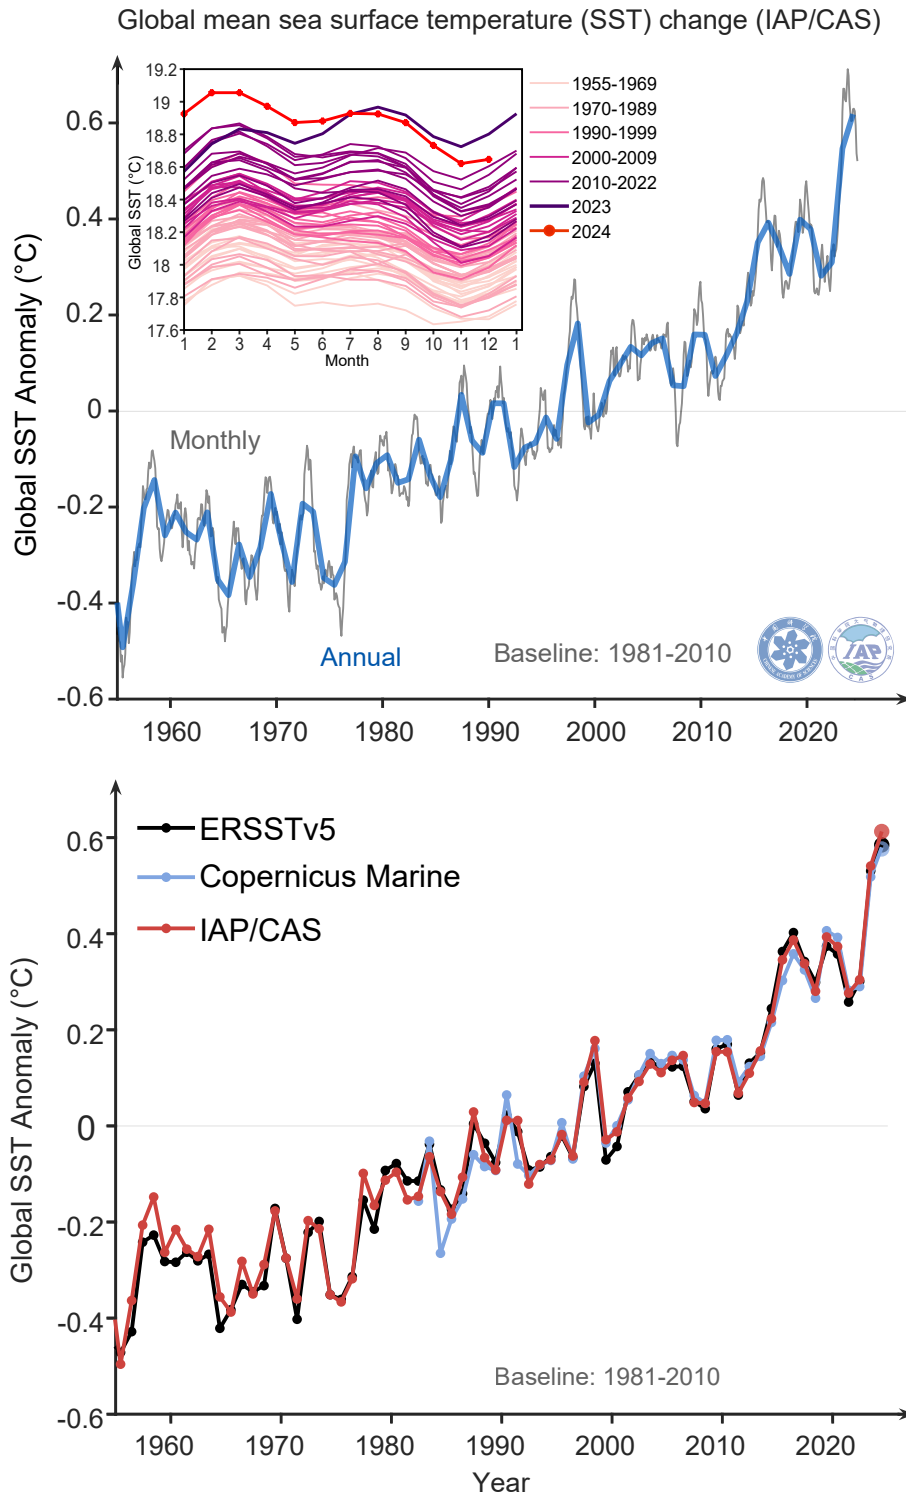 Global mean sea surface temperature (SST) change (IAP/CAS)
Global SST Anomaly (°C)
0.6
0.4
0.2
0
-0.2
-0.4
-0.6
1960 1970 1980 1990 2000 2010 2020
Global SST (°C)
19.2
19
18.8
18.6
18.4
18.2
18
17.8
17.6
1 2 3 4 5 6 7 8 9 10 11 12 1
Month
1955-1969
1970-1989
1990-1999
2000-2009
2010-2022
2023
2024
Monthly
Annual
Baseline: 1981-2010
IAP
CAS
Global SST Anomaly (°C)
0.6
0.4
0.2
0
-0.2
-0.4
-0.6
ERSSTv5
Copernicus Marine
IAP/CAS
Baseline: 1981-2010
1960 1970 1980 1990 2000 2010 2020
Year